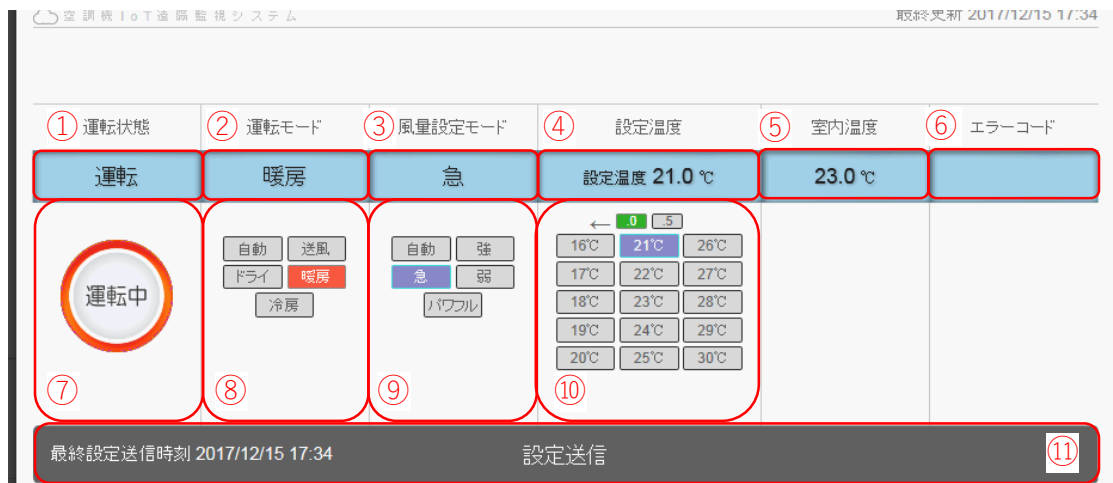 空調機IoT遠隔監視システム 最終更新 2017/12/15 17:34
① 運転状態 ② 運転モード ③ 風量設定モード ④ 設定温度 ⑤ 室内温度 ⑥ エラーコード
運転 暖房 急 設定温度 21.0 ℃ 23.0 ℃
← .0 .5
自動 送風 自動 強 16℃ 21℃ 26℃
ドライ 暖房 急 弱 17℃ 22℃ 27℃
冷房 パワフル 18℃ 23℃ 28℃
運転中
19℃ 24℃ 29℃
20℃ 25℃ 30℃
⑦ ⑧ ⑨ ⑩
最終設定送信時刻 2017/12/15 17:34 設定送信 ⑪